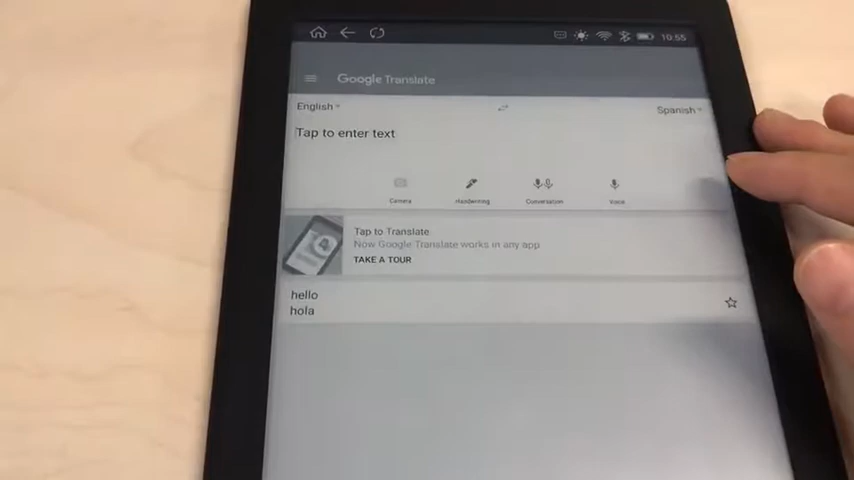 10:55
Google Translate
English
Spanish
Tap to enter text
Camera
Handwriting
Conversation
Voice
Tap to Translate
Now Google Translate works in any app
TAKE A TOUR
hello
hola